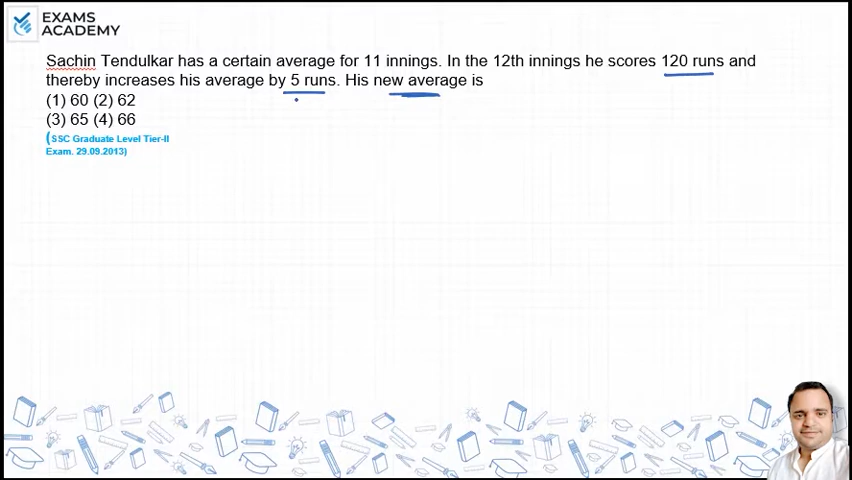 EXAMS
ACADEMY
Sachin Tendulkar has a certain average for 11 innings. In the 12th innings he scores 120 runs and
thereby increases his average by 5 runs. His new average is
(1) 60 (2) 62
(3) 65 (4) 66
(SSC Graduate Level Tier-II
Exam. 29.09.2013)